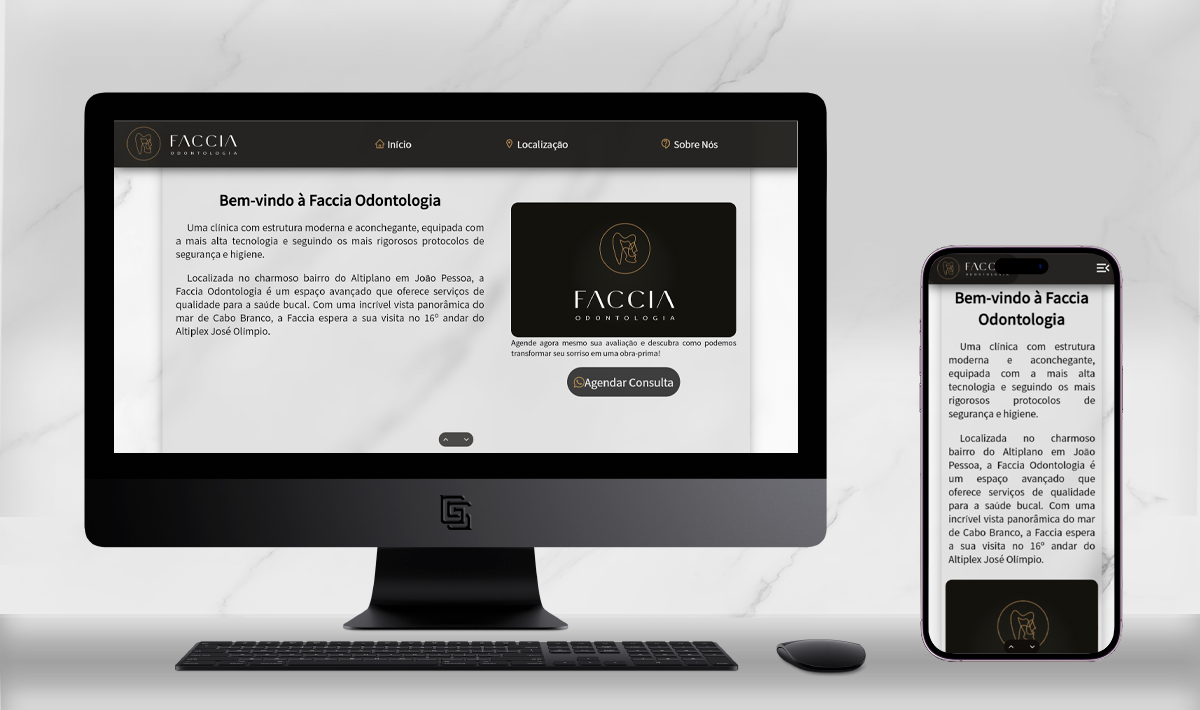 FACCIA
ODONTOLOGIA
Início
Localização
Sobre Nós
Bem-vindo à Faccia Odontologia
Uma clínica com estrutura moderna e aconchegante, equipada com
a mais alta tecnologia e seguindo os mais rigorosos protocolos de
segurança e higiene.
Localizada no charmoso bairro do Altiplano em João Pessoa, a
Faccia Odontologia é um espaço avançado que oferece serviços de
qualidade para a saúde bucal. Com uma incrível vista panorâmica do
mar de Cabo Branco, a Faccia espera a sua visita no 16º andar do
Altiplex José Olímpio.
FACCIA
ODONTOLOGIA
Agende agora mesmo sua avaliação e descubra como podemos
transformar seu sorriso em uma obra-prima!
Agendar Consulta
FACC
Bem-vindo à Faccia
Odontologia
Uma clínica com estrutura
moderna e aconchegante,
equipada com a mais alta
tecnologia e seguindo os mais
rigorosos protocolos de
segurança e higiene.
Localizada no charmoso
bairro do Altiplano em João
Pessoa, a Faccia Odontologia é
um espaço avançado que
oferece serviços de qualidade
para a saúde bucal. Com uma
incrível vista panorâmica do mar
de Cabo Branco, a Faccia espera
a sua visita no 16º andar do
Altiplex José Olímpio.